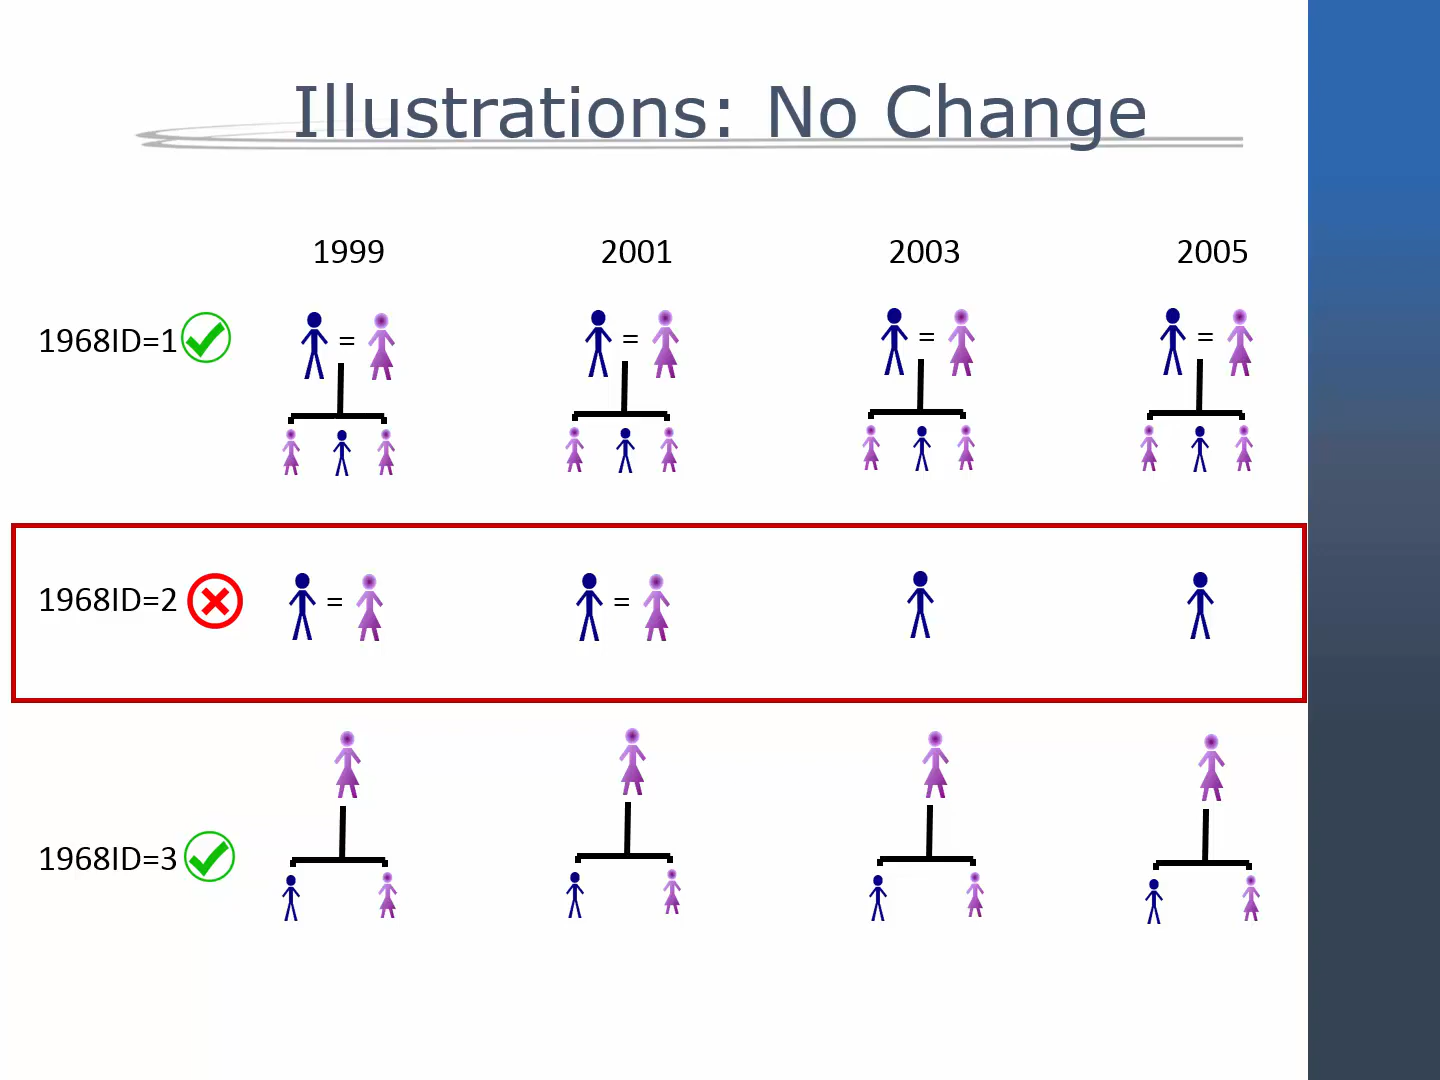 Illustrations: No Change
1999 2001 2003 2005
1968ID=1
=
=
=
=
1968ID=2
=
=
1968ID=3